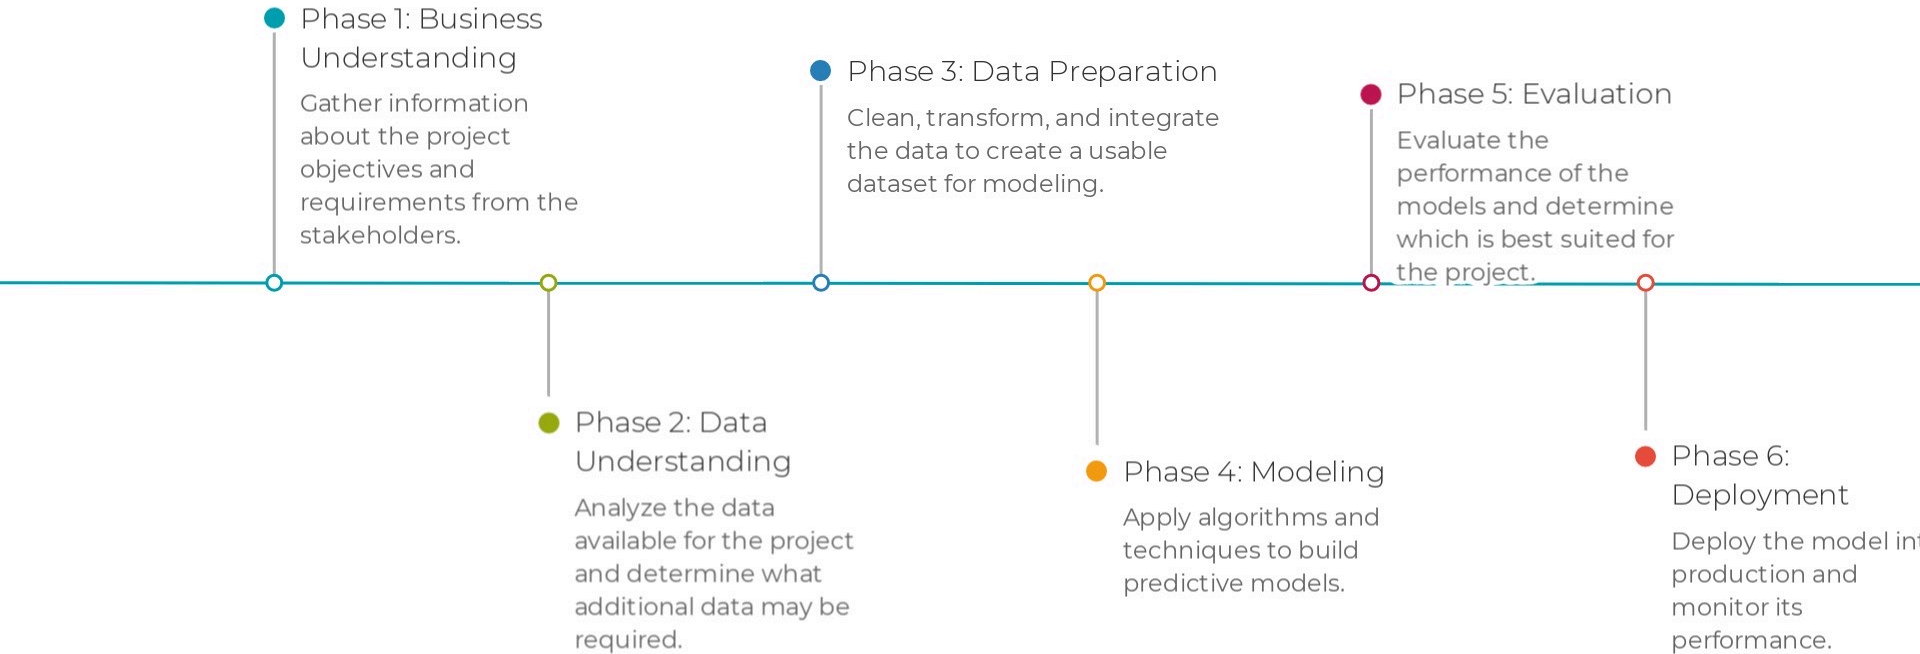 Phase 1: Business
Understanding
Gather information
about the project
objectives and
requirements from the
stakeholders.
Phase 2: Data
Understanding
Analyze the data
available for the project
and determine what
additional data may be
required.
Phase 3: Data Preparation
Clean, transform, and integrate
the data to create a usable
dataset for modeling.
Phase 4: Modeling
Apply algorithms and
techniques to build
predictive models.
Phase 5: Evaluation
Evaluate the
performance of the
models and determine
which is best suited for
the project.
Phase 6:
Deployment
Deploy the model
production and
monitor its
performance.